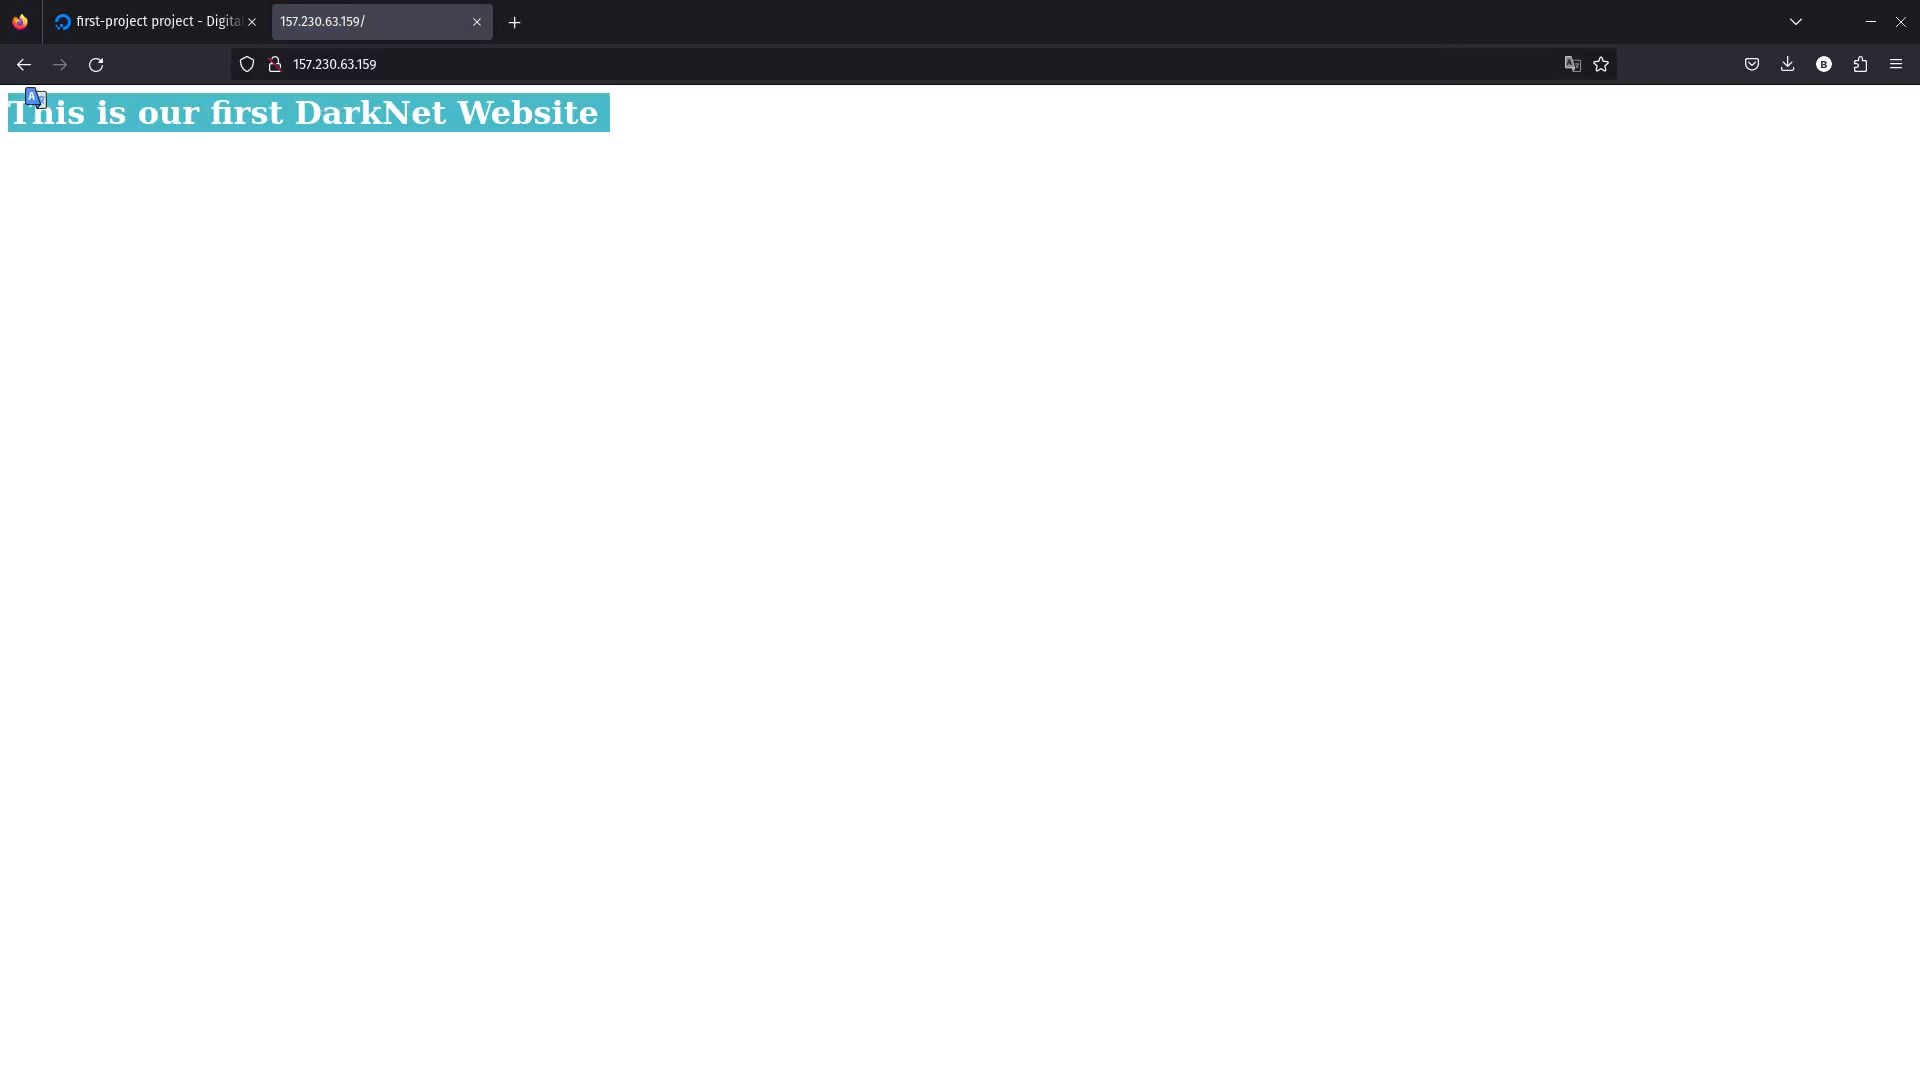 first-project project - Digita
157.230.63.159/
157.230.63.159
B
This is our first DarkNet Website